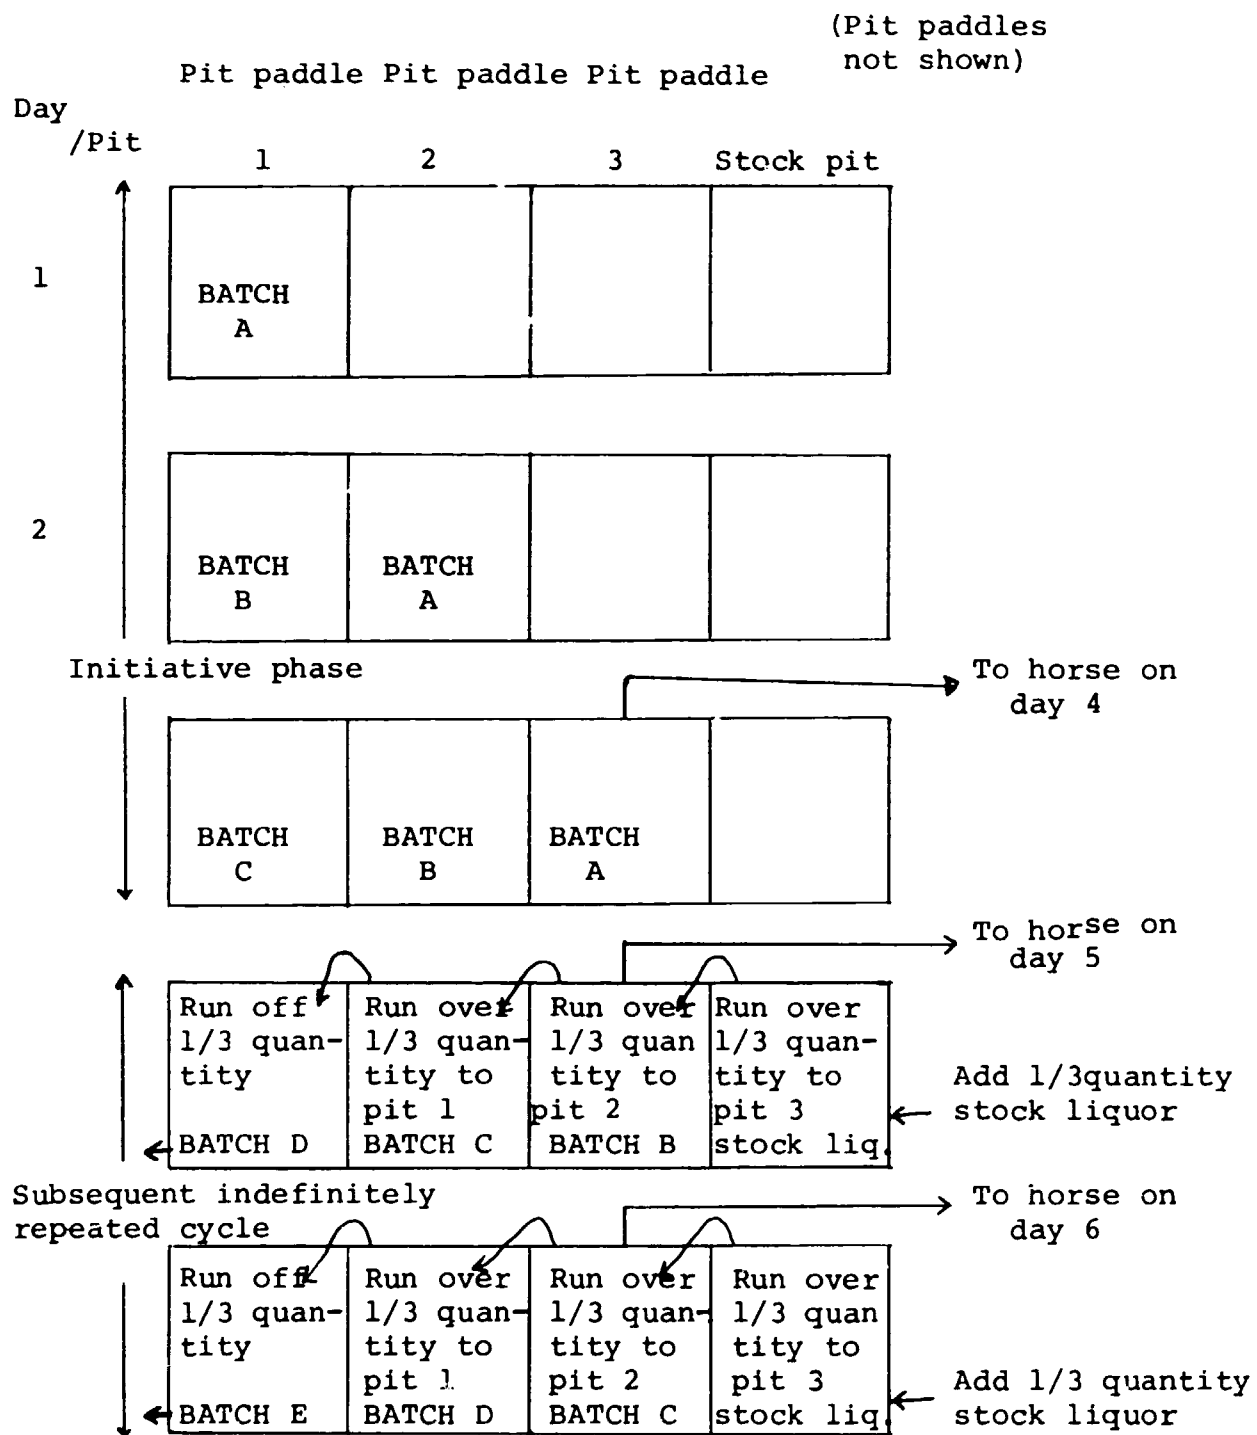 (Pit paddles
not shown)
Pit paddle Pit paddle Pit paddle
Day
/Pit
1 2 3 Stock pit
1
BATCH
A
2
BATCH BATCH
B A
Initiative phase
To horse on
day 4
BATCH BATCH BATCH
C B A
To horse on
day 5
Run off Run over Run over Run over
1/3 quan- 1/3 quan- 1/3 quan 1/3 quan-
tity tity to tity to tity to
pit 1 pit 2 pit 3
BATCH D BATCH C BATCH B stock liq.
Add 1/3quantity
stock liquor
Subsequent indefinitely
repeated cycle
To horse on
day 6
Run off Run over Run over Run over
1/3 quan- 1/3 quan- 1/3 quan- 1/3 quan
tity tity to tity to tity to
pit 1 pit 2 pit 3
BATCH E BATCH D BATCH C stock liq.
Add 1/3 quantity
stock liquor